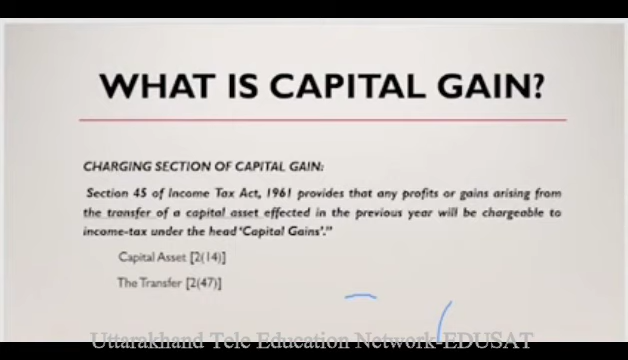 WHAT IS CAPITAL GAIN?
CHARGING SECTION OF CAPITAL GAIN:
Section 45 of Income Tax Act, 1961 provides that any profits or gains arising from
the transfer of a capital asset effected in the previous year will be chargeable to
income-tax under the head ‘Capital Gains’.”
Capital Asset [2(14)]
The Transfer [2(47)]
Uttarakhand Tele Education Network-EDUSAT